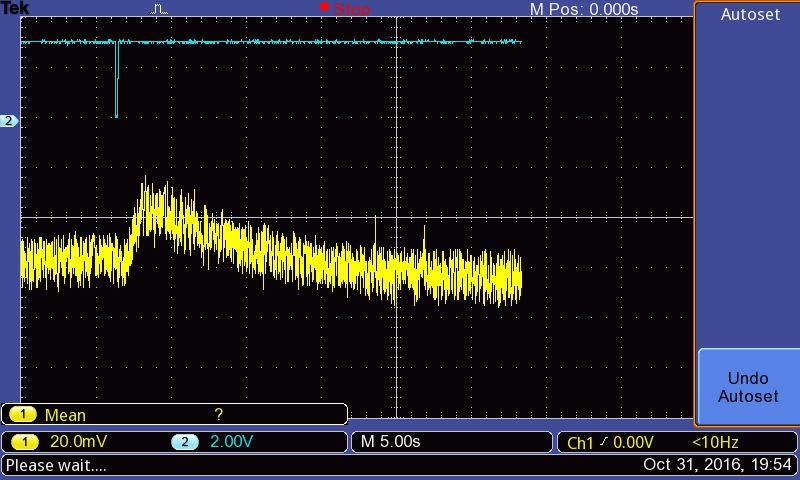 Tek Stop M Pos: 0.000s
Autoset
2
Undo
Autoset
1 Mean ?
1 20.0mV 2 2.00V M 5.00s Ch1 / 0.00V <10Hz
Please wait.... Oct 31, 2016, 19:54